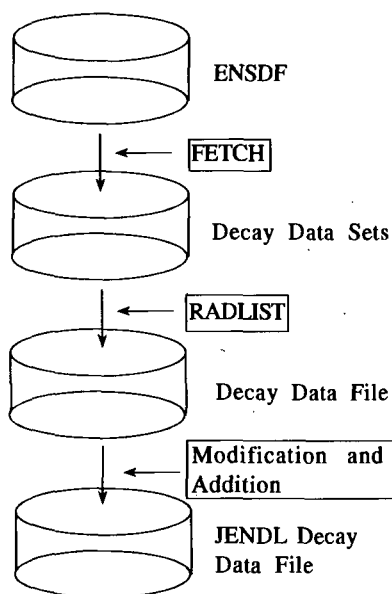 ENSDF
FETCH
Decay Data Sets
RADLIST
Decay Data File
Modification and
Addition
JENDL Decay
Data File